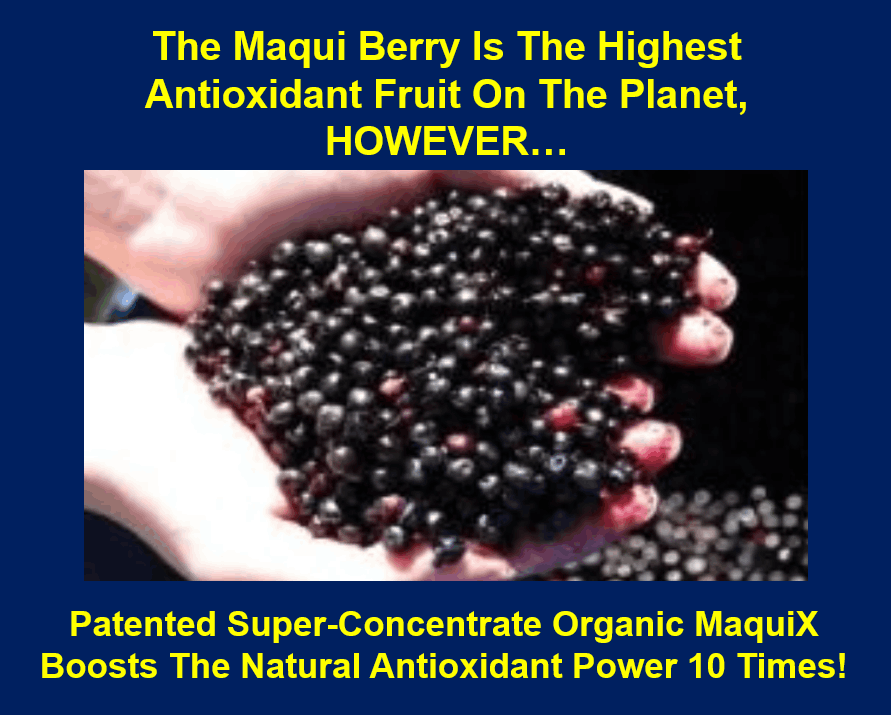 The Maqui Berry Is The Highest
Antioxidant Fruit On The Planet,
HOWEVER…
Patented Super-Concentrate Organic MaquiX
Boosts The Natural Antioxidant Power 10 Times!